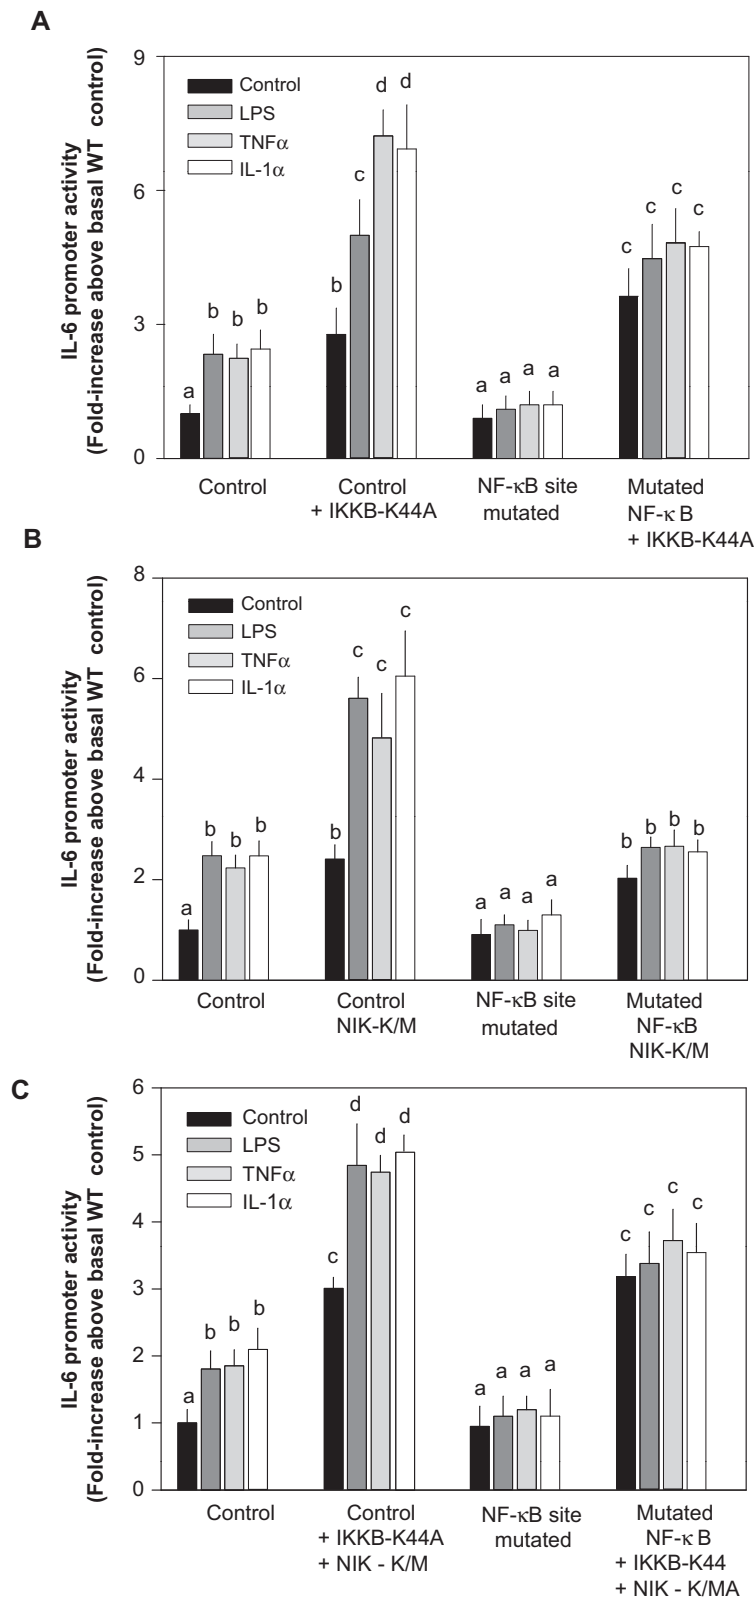 A
IL-6 promoter activity
(Fold-increase above basal WT control)
9
6
3
0
Control
LPS
TNFα
IL-1α
a
b
b
b
b
c
d
d
a
a
a
a
c
c
c
c
Control
Control
+ IKKB-K44A
NF-κB site
mutated
Mutated
NF-κ B
+ IKKB-K44A
B
IL-6 promoter activity
(Fold-increase above basal WT control)
8
6
4
2
0
Control
LPS
TNFα
IL-1α
a
b
b
b
b
c
c
c
a
a
a
a
b
b
b
b
Control
Control
NIK-K/M
NF-κB site
mutated
Mutated
NF-κB
NIK-K/M
C
IL-6 promoter activity
(Fold-increase above basal WT control)
6
5
4
3
2
1
0
Control
LPS
TNFα
IL-1α
a
b
b
b
c
d
d
d
a
a
a
a
c
c
c
c
Control
Control
+ IKKB-K44A
+ NIK - K/M
NF-κB site
mutated
Mutated
NF-κ B
+ IKKB-K44
+ NIK - K/MA